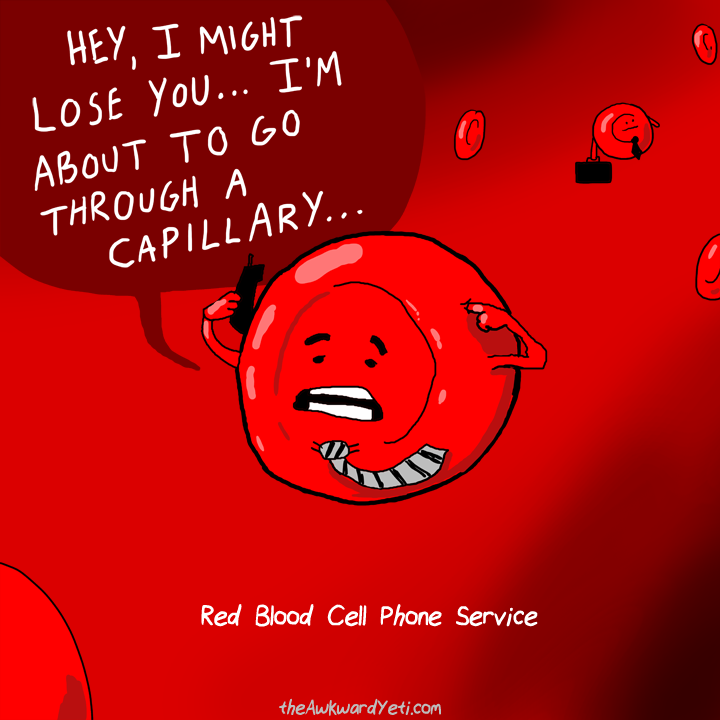 HEY, I MIGHT
LOSE YOU... I'M
ABOUT TO GO
THROUGH A
CAPILLARY...
Red Blood Cell Phone Service
theAwkwardYeti.com